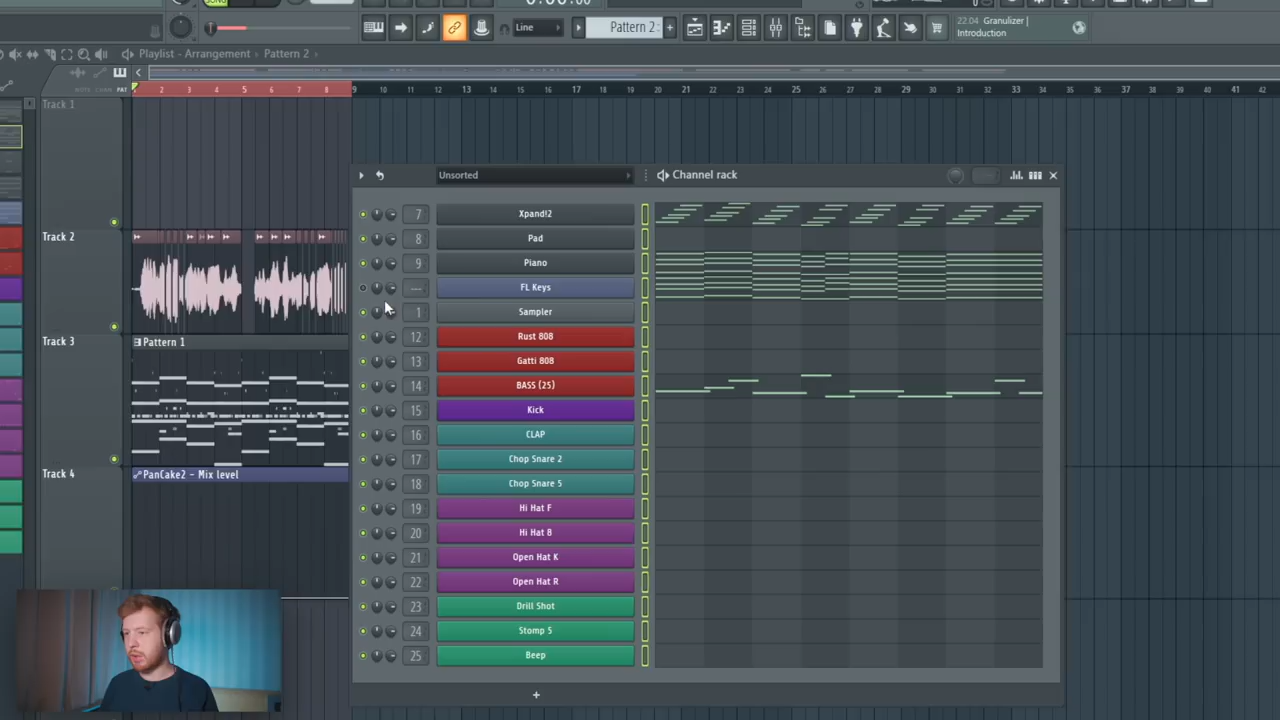 SONG
Line
Pattern 2
+
22.04 Granulizer |
Introduction
Playlist - Arrangement › Pattern 2 ›
NOTE CHAN PAT
2 3 4 5 6 7 8 9 10 11 12 13 14 15 16 17 18 19 20 21 22 23 24 25 26 27 28 29 30 31 32 33 34 35 36 37 38 39 40 41 42
Track 1
Track 2
Track 3
Pattern 1
Track 4
PanCake2 - Mix level
Unsorted
Channel rack
7 Xpand!2
8 Pad
9 Piano
--- FL Keys
1 Sampler
12 Rust 808
13 Gatti 808
14 BASS (25)
15 Kick
16 CLAP
17 Chop Snare 2
18 Chop Snare 5
19 Hi Hat F
20 Hi Hat B
21 Open Hat K
22 Open Hat R
23 Drill Shot
24 Stomp 5
25 Beep
+